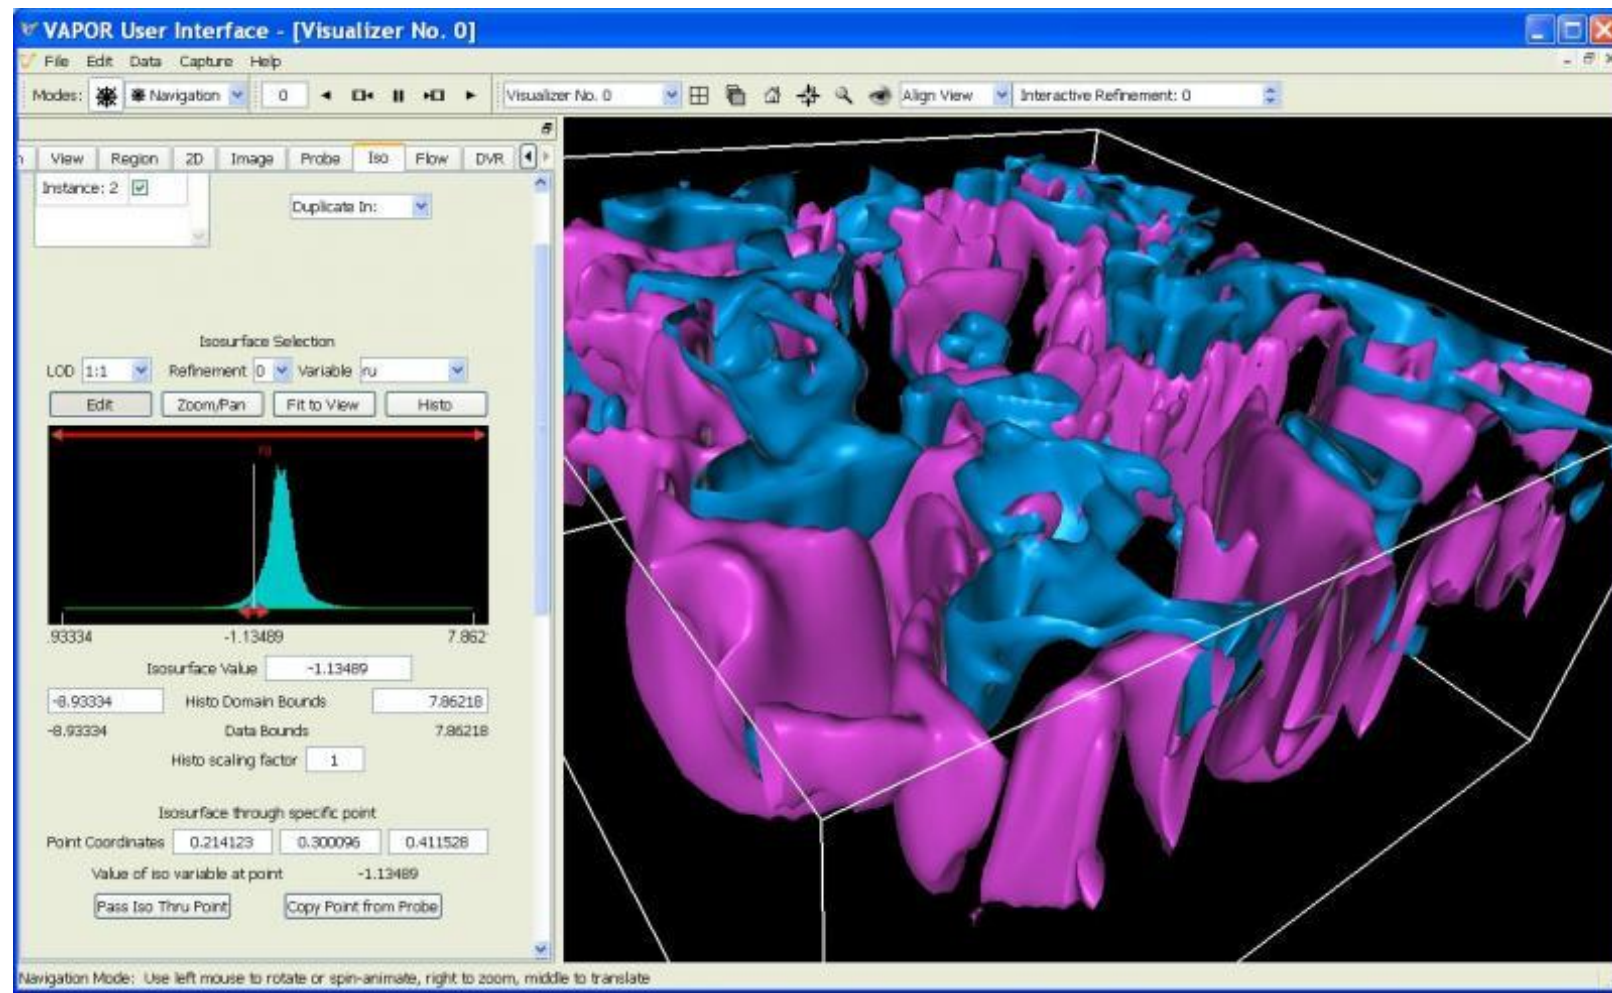 VAPOR User Interface - [Visualizer No. 0]
File Edit Data Capture Help
Modes: Navigation 0 Visualizer No. 0 Align View Interactive Refinement: 0
View Region 2D Image Probe Iso Flow DVR
Instance: 2
Duplicate In:
Isosurface Selection
LOD 1:1 Refinement 0 Variable ru
Edit Zoom/Pan Fit to View Histo
ru
.93334 -1.13489 7.862
Isosurface Value -1.13489
-8.93334 Histo Domain Bounds 7.86218
-8.93334 Data Bounds 7.86218
Histo scaling factor 1
Isosurface through specific point
Point Coordinates 0.214123 0.300096 0.411528
Value of iso variable at point -1.13489
Pass Iso Thru Point Copy Point from Probe
Navigation Mode: Use left mouse to rotate or spin-animate, right to zoom, middle to translate